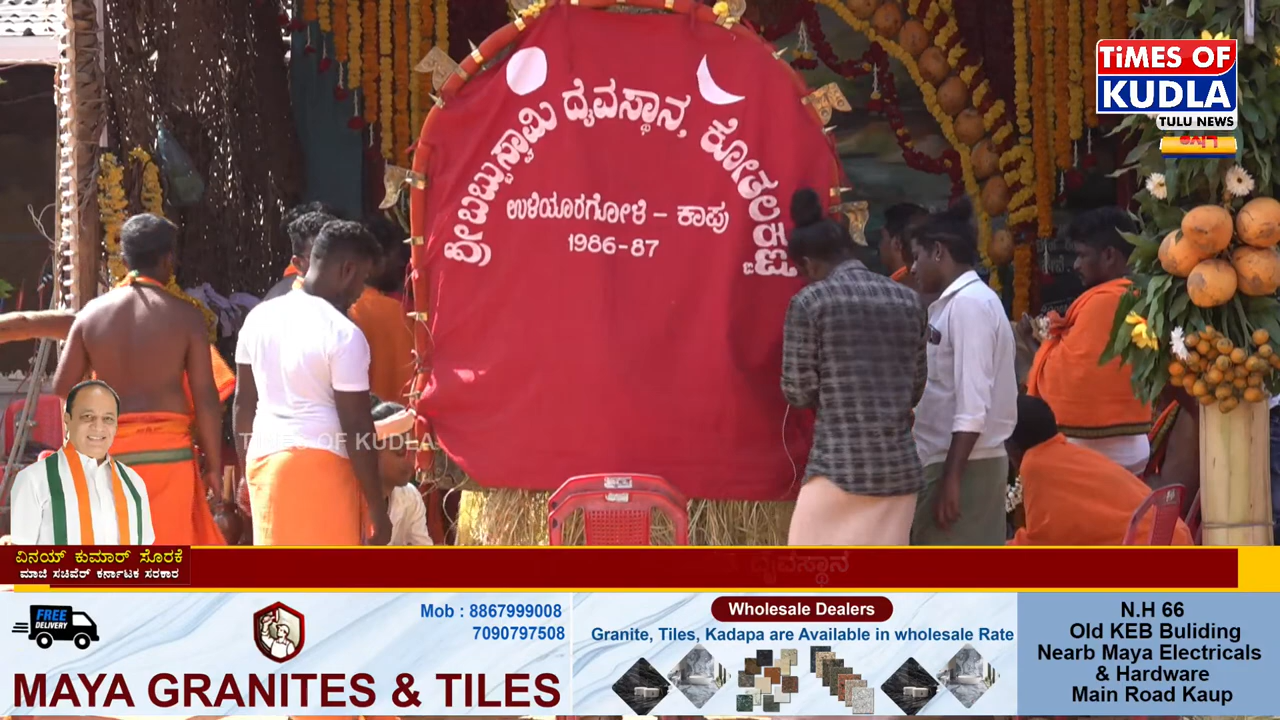 TiMES OF
KUDLA
TULU NEWS
ಶ್ರೀ ಬಬ್ಬುಸ್ವಾಮಿ ದೈವಸ್ಥಾನ, ಕೋತಲಕಟ್ಟ
ಉಳಿಯಾರಗೋಳಿ – ಕಾಪು
1986-87
TIMES OF KUDLA
ವಿನಯ್ ಕುಮಾರ್ ಸೊರಕೆ
ಮಾಜಿ ಸಚಿವರ್ ಕರ್ನಾಟಕ ಸರಕಾರ
ದೈವಸ್ಥಾನ
FREE
DELIVERY
Mob : 8867999008
7090797508
MAYA GRANITES & TILES
Wholesale Dealers
Granite, Tiles, Kadapa are Available in wholesale Rate
N.H 66
Old KEB Buliding
Nearb Maya Electricals
& Hardware
Main Road Kaup